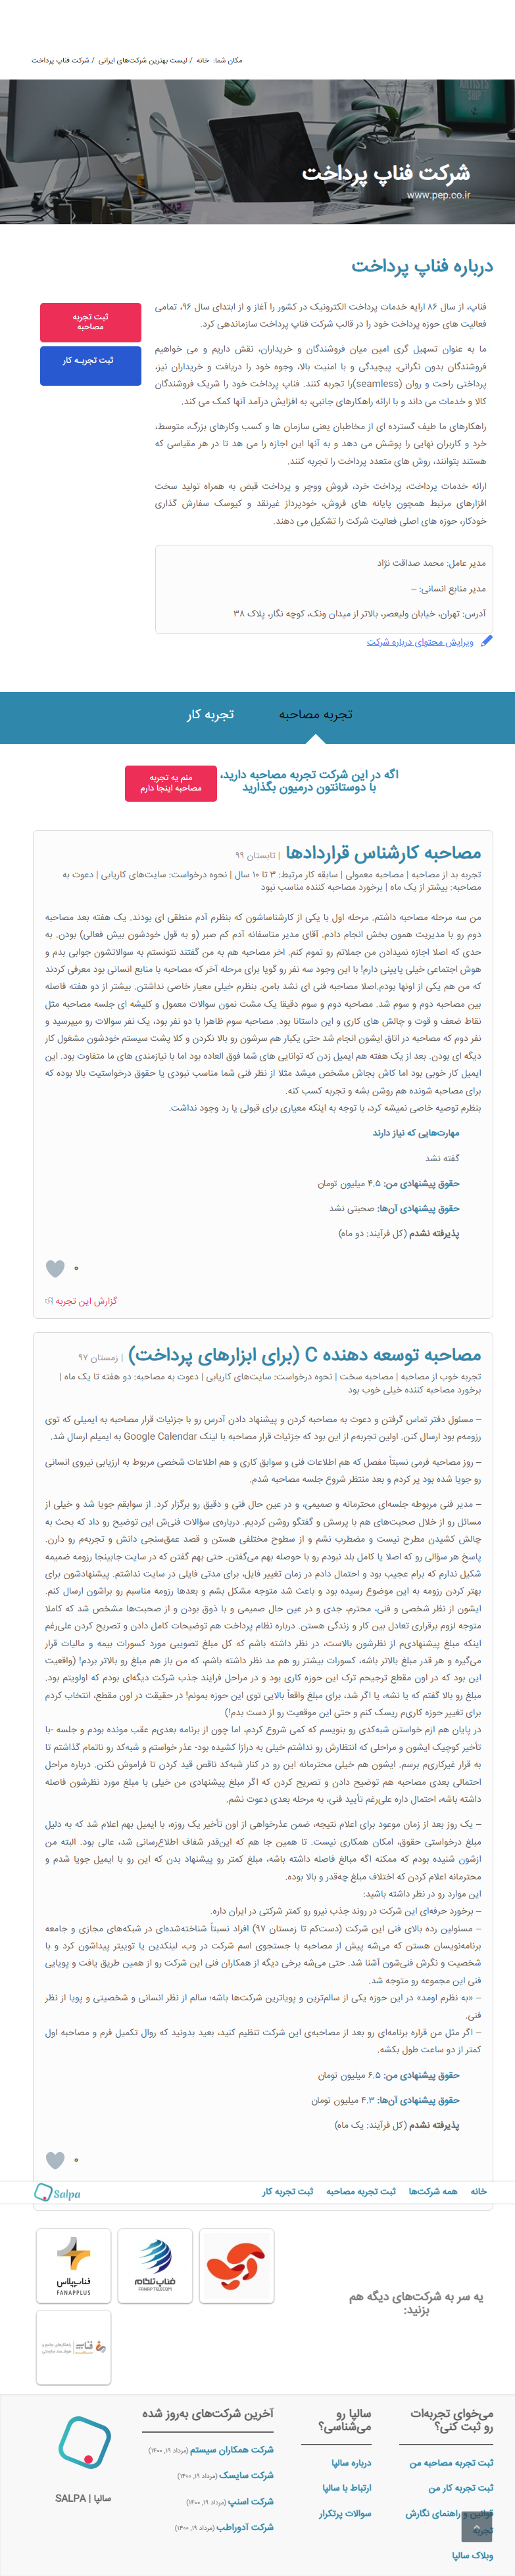 مکان شما: خانه / لیست بهترین شرکت‌های ایرانی / شرکت فناپ پرداخت
شرکت فناپ پرداخت
www.pep.co.ir
درباره فناپ پرداخت
ثبت تجربه
مصاحبه
ثبت تجربـه کار
فناپ، از سال ۸۶ ارایه خدمات پرداخت الکترونیک در کشور را آغاز و از ابتدای سال ۹۶، تمامی
فعالیت های حوزه پرداخت خود را در قالب شرکت فناپ پرداخت سازماندهی کرد.
ما به عنوان تسهیل گری امین میان فروشندگان و خریداران، نقش داریم و می خواهیم
فروشندگان بدون نگرانی، پیچیدگی و با امنیت بالا، وجوه خود را دریافت و خریداران نیز،
پرداختی راحت و روان (seamless)را تجربه کنند. فناپ پرداخت خود را شریک فروشندگان
کالا و خدمات می داند و با ارائه راهکارهای جانبی، به افزایش درآمد آنها کمک می کند.
راهکارهای ما طیف گسترده ای از مخاطبان یعنی سازمان ها و کسب وکارهای بزرگ، متوسط،
خرد و کاربران نهایی را پوشش می دهد و به آنها این اجازه را می هد تا در هر مقیاسی که
هستند بتوانند، روش های متعدد پرداخت را تجربه کنند.
ارائه خدمات پرداخت، پرداخت خرد، فروش ووچر و پرداخت قبض به همراه تولید سخت
افزارهای مرتبط همچون پایانه های فروش، خودپرداز غیرنقد و کیوسک سفارش گذاری
خودکار، حوزه های اصلی فعالیت شرکت را تشکیل می دهند.
مدیر عامل: محمد صداقت نژاد
مدیر منابع انسانی: –
آدرس: تهران، خیابان ولیعصر، بالاتر از میدان ونک، کوچه نگار، پلاک ۳۸
ویرایش محتوای درباره شرکت
تجربه مصاحبه
تجربه کار
اگه در این شرکت تجربه مصاحبه دارید،
با دوستانتون درمیون بگذارید
منم یه تجربه
مصاحبه اینجا دارم
مصاحبه کارشناس قراردادها | تابستان ۹۹
تجربه بد از مصاحبه | مصاحبه معمولی | سابقه کار مرتبط: ۳ تا ۱۰ سال | نحوه درخواست: سایت‌های کاریابی | دعوت به
مصاحبه: بیشتر از یک ماه | برخورد مصاحبه کننده مناسب نبود
من سه مرحله مصاحبه داشتم. مرحله اول با یکی از کارشناساشون که بنظرم آدم منطقی ای بودند. یک هفته بعد مصاحبه
دوم رو با مدیریت همون بخش انجام دادم. آقای مدیر متاسفانه آدم کم صبر (و به قول خودشون بیش فعالی) بودن. به
حدی که اصلا اجازه نمیدادن من جملاتم رو تموم کنم. اخر مصاحبه هم به من گفتند نتونستم به سوالاتشون جوابی بدم و
هوش اجتماعی خیلی پایینی دارم! با این وجود سه نفر رو گویا برای مرحله آخر که مصاحبه با منابع انسانی بود معرفی کردند
که من هم یکی از اونها بودم.اصلا مصاحبه فنی ای نشد بامن. بنظرم خیلی معیار خاصی نداشتن. بیشتر از دو هفته فاصله
بین مصاحبه دوم و سوم شد. مصاحبه دوم و سوم دقیقا یک مشت نمون سوالات معمول و کلیشه ای جلسه مصاحبه مثل
نقاط ضعف و قوت و چالش های کاری و این داستانا بود. مصاحبه سوم ظاهرا با دو نفر بود، یک نفر سوالات رو میپرسید و
نفر دوم که مصاحبه در اتاق ایشون انجام شد حتی یکبار هم سرشون رو بالا نکردن و کلا پشت سیستم خودشون مشغول کار
دیگه ای بودن. بعد از یک هفته هم ایمیل زدن که توانایی های شما فوق العاده بود اما با نیازمندی های ما متفاوت بود. این
ایمیل کار خوبی بود اما کاش بجاش مشخص میشد مثلا از نظر فنی شما مناسب نبودی یا حقوق درخواستیت بالا بوده که
برای مصاحبه شونده هم روشن بشه و تجربه کسب کنه.
بنظرم توصیه خاصی نمیشه کرد، با توجه به اینکه معیاری برای قبولی یا رد وجود نداشت.
مهارت‌هایی که نیاز دارند
گفته نشد
حقوق پیشنهادی من: ۴.۵ میلیون تومان
حقوق پیشنهادی آن‌ها: صحبتی نشد
پذیرفته نشدم (کل فرآیند: دو ماه)
۰
گزارش این تجربه
مصاحبه توسعه دهنده C (برای ابزارهای پرداخت) | زمستان ۹۷
تجربه خوب از مصاحبه | مصاحبه سخت | نحوه درخواست: سایت‌های کاریابی | دعوت به مصاحبه: دو هفته تا یک ماه |
برخورد مصاحبه کننده خیلی خوب بود
– مسئول دفتر تماس گرفتن و دعوت به مصاحبه کردن و پیشنهاد دادن آدرس رو با جزئیات قرار مصاحبه به ایمیلی که توی
رزومه‌م بود ارسال کنن. اولین تجربه‌م از این بود که جزئیات قرار مصاحبه با لینک Google Calendar به ایمیلم ارسال شد.
– روز مصاحبه فرمی نسبتاً مفصل که هم اطلاعات فنی و سوابق کاری و هم اطلاعات شخصی مربوط به ارزیابی نیروی انسانی
رو جویا شده بود پر کردم و بعد منتظر شروع جلسه مصاحبه شدم.
– مدیر فنی مربوطه جلسه‌ای محترمانه و صمیمی، و در عین حال فنی و دقیق رو برگزار کرد. از سوابقم جویا شد و خیلی از
مسائل رو از خلال صحبت‌های هم با پرسش و گفتگو روشن کردیم. درباره‌ی سؤالات فنی‌ش این توضیح رو داد که بحث به
چالش کشیدن مطرح نیست و مضطرب نشم و از سطوح مختلفی هستن و قصد عمق‌سنجی دانش و تجربه‌م رو دارن.
پاسخ هر سؤالی رو که اصلا یا کامل بلد نبودم رو با حوصله بهم می‌گفتن. حتی بهم گفتن که در سایت جابینجا رزومه ضمیمه
شکیل ندارم که برام عجیب بود و احتمال دادم در زمان تغییر فایل، برای مدتی فایلی در سایت نداشتم. پیشنهادشون برای
بهتر کردن رزومه به این موضوع رسیده بود و باعث شد متوجه مشکل بشم و بعدها رزومه مناسبم رو براشون ارسال کنم.
ایشون از نظر شخصی و فنی، محترم، جدی و در عین حال صمیمی و با ذوق بودن و از صحبت‌ها مشخص شد که کاملا
متوجه لزوم برقراری تعادل بین کار و زندگی هستن. درباره نظام پرداخت هم توضیحات کامل دادن و تصریح کردن علی‌رغم
اینکه مبلغ پیشنهادی‌م از نظرشون بالاست، در نظر داشته باشم که کل مبلغ تصویبی مورد کسورات بیمه و مالیات قرار
می‌گیره و هر قدر مبلغ بالاتر باشه، کسورات بیشتر رو هم مد نظر داشته باشم، که من باز هم مبلغ رو بالاتر بردم! (واقعیت
این بود که در اون مقطع ترجیحم ترک این حوزه کاری بود و در مراحل فرایند جذب شرکت دیگه‌ای بودم که اولویتم بود.
مبلغ رو بالا گفتم که یا نشه، یا اگر شد، برای مبلغ واقعاً بالایی توی این حوزه بمونم! در حقیقت در اون مقطع، انتخاب کردم
برای تغییر حوزه کاری‌م ریسک کنم و حتی این موقعیت رو از دست بدم!)
در پایان هم ازم خواستن شبه‌کدی رو بنویسم که کمی شروع کردم، اما چون از برنامه بعدی‌م عقب مونده بودم و جلسه -با
تأخیر کوچیک ایشون و مراحلی که انتظارش رو نداشتم خیلی به درازا کشیده بود- عذر خواستم و شبه‌کد رو ناتمام گذاشتم تا
به قرار غیرکاری‌م برسم. ایشون هم خیلی محترمانه این رو در کنار شبه‌کد ناقص قید کردن تا فراموش نکنن. درباره مراحل
احتمالی بعدی مصاحبه هم توضیح دادن و تصریح کردن که اگر مبلغ پیشنهادی من خیلی با مبلغ مورد نظرشون فاصله
داشته باشه، احتمال داره علی‌رغم تأیید فنی، به مرحله بعدی دعوت نشم.
– یک روز بعد از زمان موعود برای اعلام نتیجه، ضمن عذرخواهی از اون تأخیر یک روزه، با ایمیل بهم اعلام شد که به دلیل
مبلغ درخواستی حقوق، امکان همکاری نیست. تا همین جا هم که این‌قدر شفاف اطلاع‌رسانی شد، عالی بود. البته من
ازشون شنیده بودم که ممکنه اگه مبالغ فاصله داشته باشه، مبلغ کمتر رو پیشنهاد بدن که این رو با ایمیل جویا شدم و
محترمانه اعلام کردن که اختلاف مبلغ چه‌قدر و بالا بوده.
این موارد رو در نظر داشته باشید:
– برخورد حرفه‌ای این شرکت در روند جذب نیرو رو کمتر شرکتی در ایران داره.
– مسئولین رده بالای فنی این شرکت (دست‌کم تا زمستان ۹۷) افراد نسبتاً شناخته‌شده‌ای در شبکه‌های مجازی و جامعه
برنامه‌نویسان هستن که می‌شه پیش از مصاحبه با جستجوی اسم شرکت در وب، لینکدین یا توییتر پیداشون کرد و با
شخصیت و نگرش فنی‌شون آشنا شد. حتی می‌شه برخی دیگه از همکاران فنی این شرکت رو از همین طریق یافت و پویایی
فنی این مجموعه رو متوجه شد.
– «به نظرم اومد» در این حوزه یکی از سالم‌ترین و پویاترین شرکت‌ها باشه؛ سالم از نظر انسانی و شخصیتی و پویا از نظر
فنی.
– اگر مثل من قراره برنامه‌ای رو بعد از مصاحبه‌ی این شرکت تنظیم کنید، بعید بدونید که روال تکمیل فرم و مصاحبه اول
کمتر از دو ساعت طول بکشه.
حقوق پیشنهادی من: ۶.۵ میلیون تومان
حقوق پیشنهادی آن‌ها: ۴.۳ میلیون تومان
پذیرفته نشدم (کل فرآیند: یک ماه)
۰
خانه همه شرکت‌ها ثبت تجربه مصاحبه ثبت تجربه کار
Salpa
یه سر به شرکت‌های دیگه هم
بزنید:
فناپ‌تلکام
FANAP TELECOM
فناپ‌پلاس
FANAPPLUS
می‌خوای تجربه‌ات
رو ثبت کنی؟
ثبت تجربه مصاحبه من
ثبت تجربه کار من
قوانین و راهنمای نگارش
تجربه
وبلاگ سالپا
سالپا رو
می‌شناسی؟
درباره سالپا
ارتباط با سالپا
سوالات پرتکرار
آخرین شرکت‌های به‌روز شده
شرکت همکاران سیستم (مرداد ۱۹, ۱۴۰۰)
شرکت سایسک (مرداد ۱۹, ۱۴۰۰)
شرکت اسنپ (مرداد ۱۹, ۱۴۰۰)
شرکت آدوراطب (مرداد ۱۹, ۱۴۰۰)
سالپا | SALPA